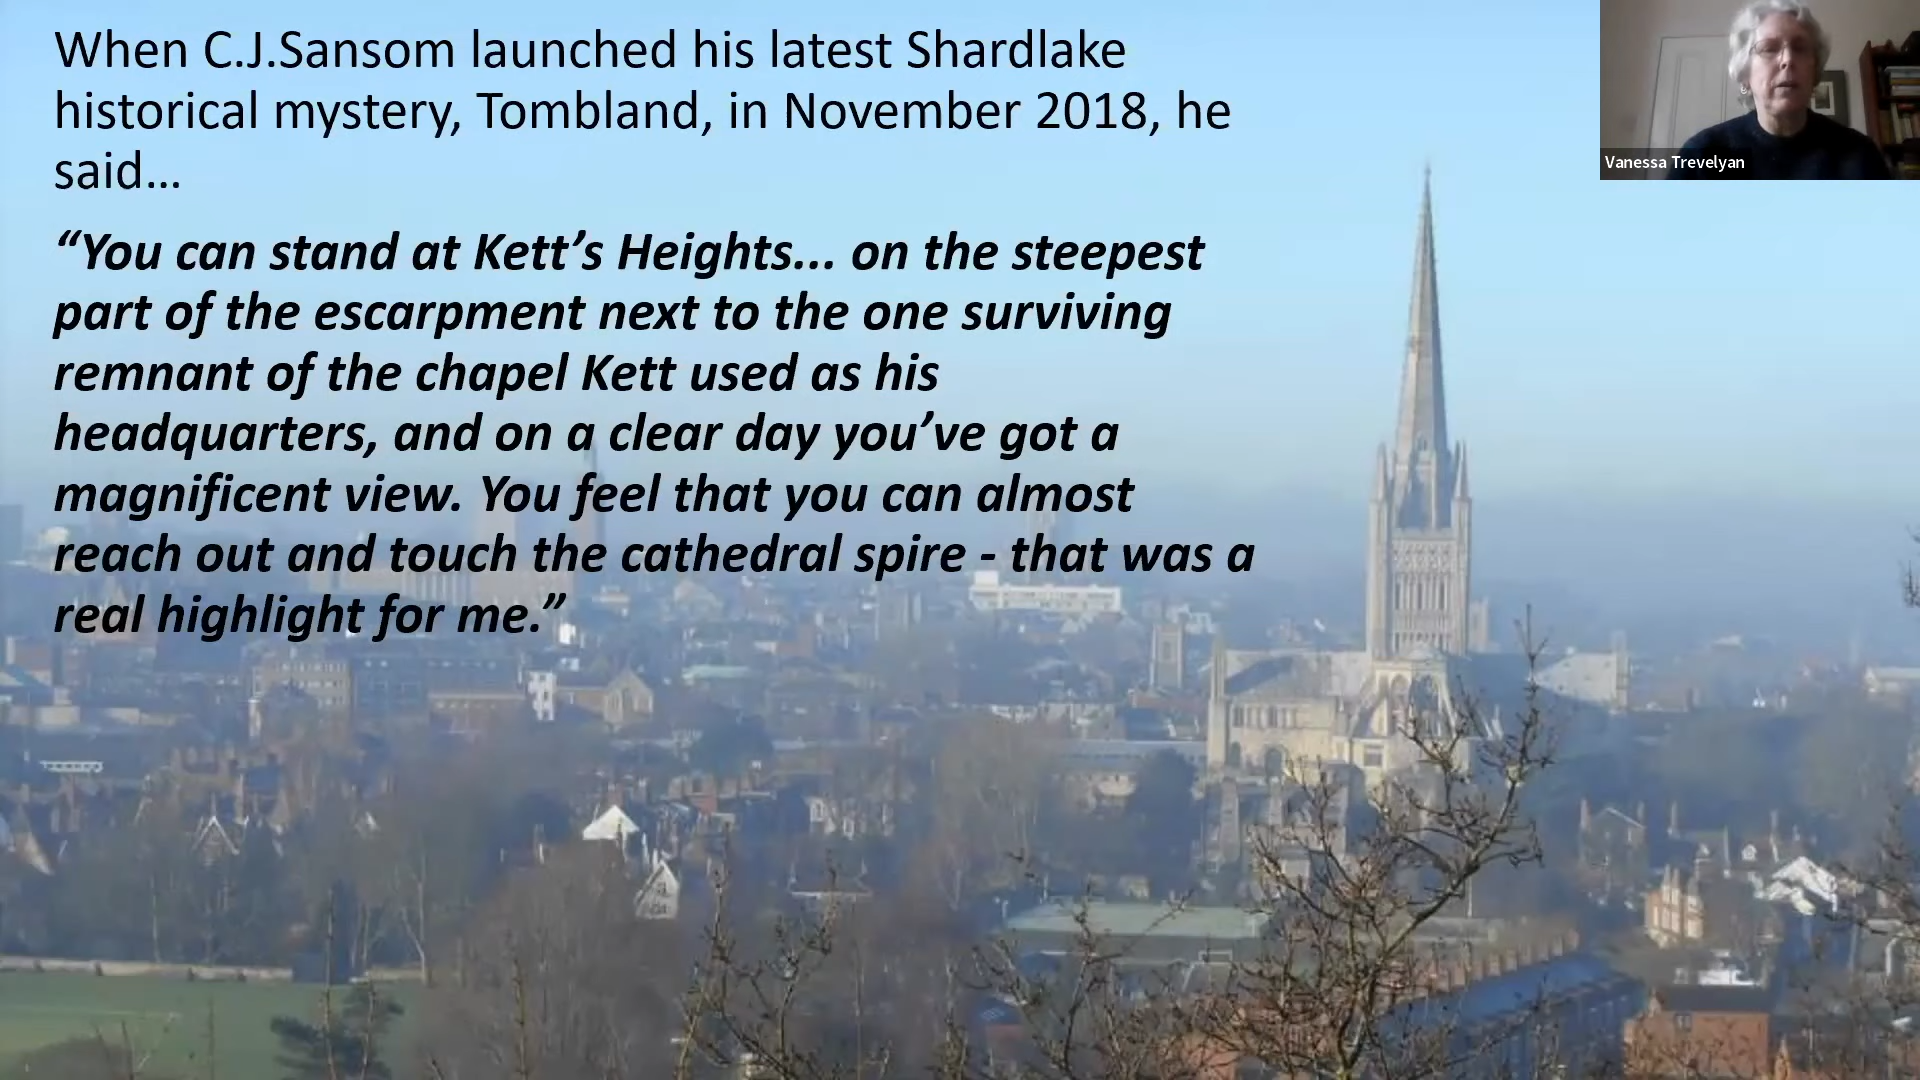 When C.J.Sansom launched his latest Shardlake
historical mystery, Tombland, in November 2018, he
said…
“You can stand at Kett’s Heights... on the steepest
part of the escarpment next to the one surviving
remnant of the chapel Kett used as his
headquarters, and on a clear day you’ve got a
magnificent view. You feel that you can almost
reach out and touch the cathedral spire - that was a
real highlight for me.”
Vanessa Trevelyan